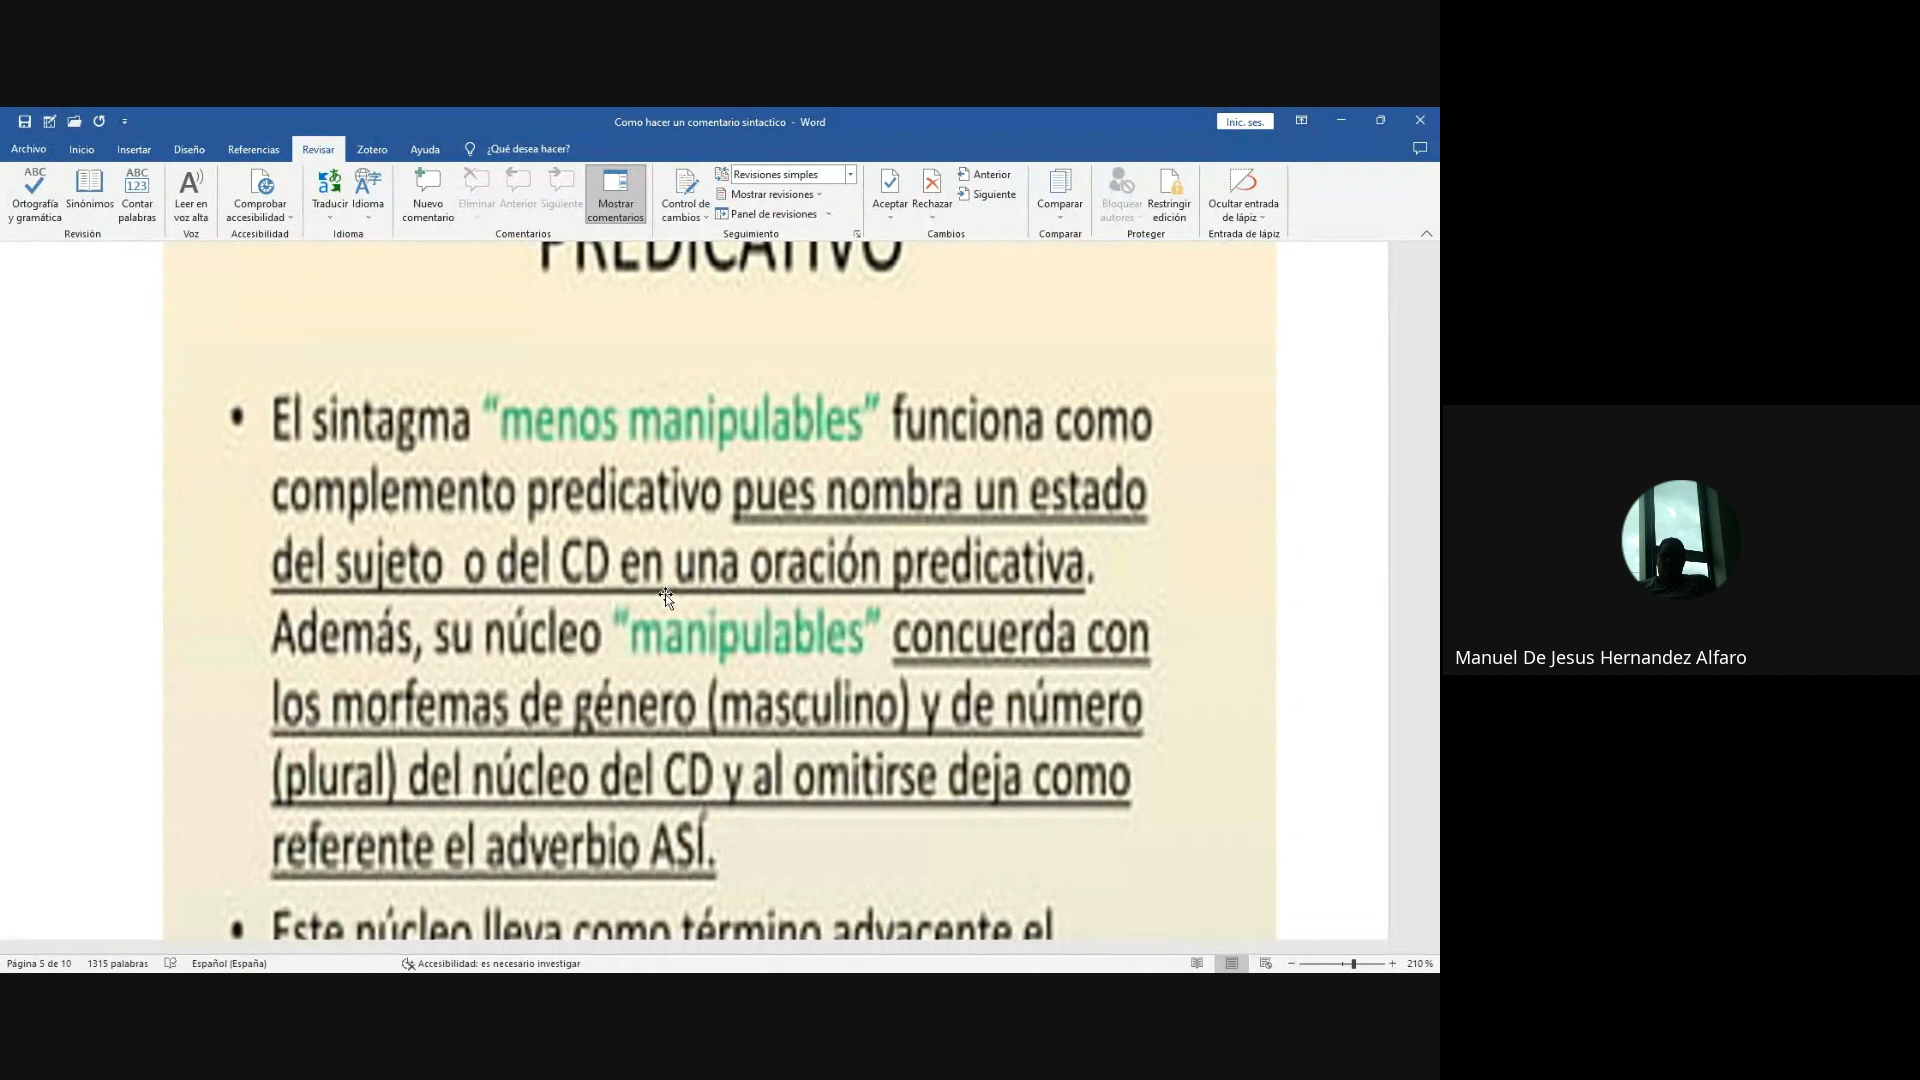 Como hacer un comentario sintactico - Word
Inic. ses.
Archivo Inicio Insertar Diseño Referencias Revisar Zotero Ayuda ¿Qué desea hacer?
ABC Ortografía y gramática
Sinónimos
ABC 123 Contar palabras
Leer en voz alta
Comprobar accesibilidad
Traducir
Idioma
Nuevo comentario
Eliminar
Anterior
Siguiente
Mostrar comentarios
Control de cambios
Revisiones simples
Mostrar revisiones
Panel de revisiones
Aceptar
Rechazar
Anterior
Siguiente
Comparar
Bloquear autores
Restringir edición
Ocultar entrada de lápiz
Revisión Voz Accesibilidad Idioma Comentarios Seguimiento Cambios Comparar Proteger Entrada de lápiz
PREDICATIVO
• El sintagma “menos manipulables” funciona como
complemento predicativo pues nombra un estado
del sujeto o del CD en una oración predicativa.
Además, su núcleo “manipulables” concuerda con
los morfemas de género (masculino) y de número
(plural) del núcleo del CD y al omitirse deja como
referente el adverbio ASÍ.
• Este núcleo lleva como término adyacente el
Página 5 de 10 1315 palabras Español (España) Accesibilidad: es necesario investigar 210 %
Manuel De Jesus Hernandez Alfaro